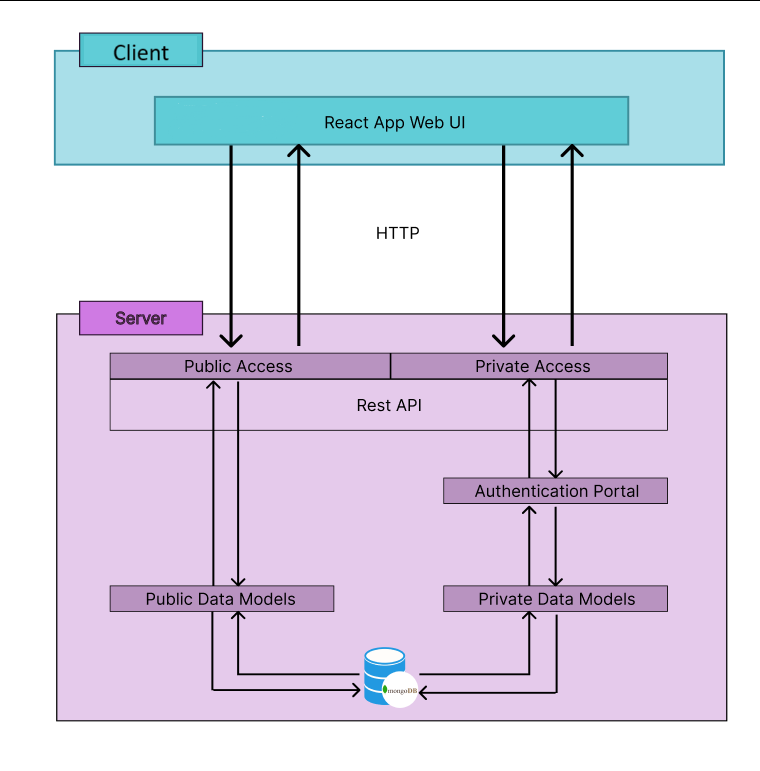 Client
React App Web UI
HTTP
Server
Public Access
Private Access
Rest API
Authentication Portal
Public Data Models
Private Data Models
mongoDB